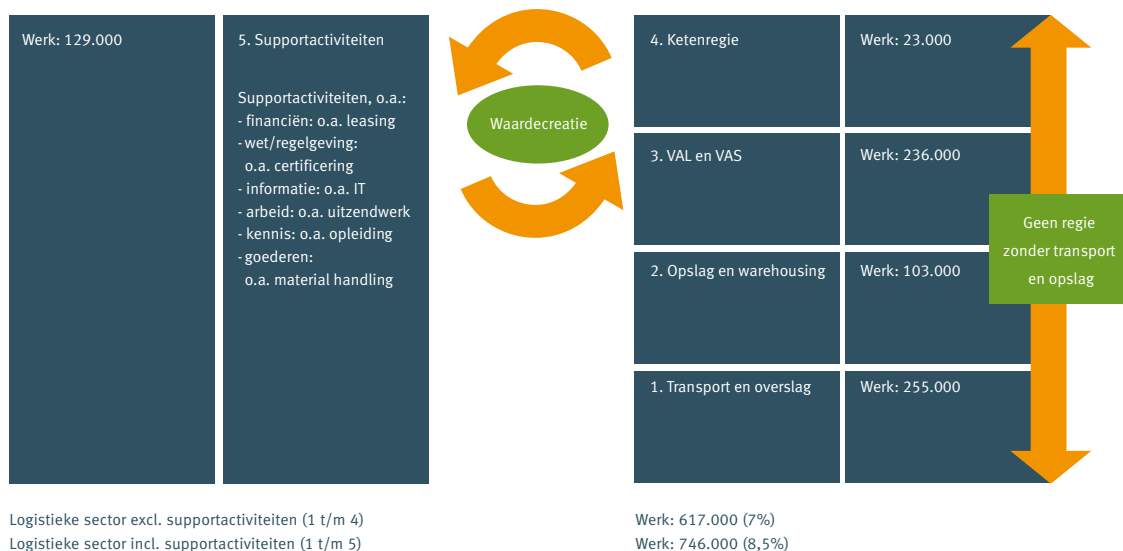 Werk: 129.000
5. Supportactiviteiten
Supportactiviteiten, o.a.:
- financiën: o.a. leasing
- wet/regelgeving:
o.a. certificering
- informatie: o.a. IT
- arbeid: o.a. uitzendwerk
- kennis: o.a. opleiding
- goederen:
o.a. material handling
Waardecreatie
4. Ketenregie
Werk: 23.000
3. VAL en VAS
Werk: 236.000
2. Opslag en warehousing
Werk: 103.000
1. Transport en overslag
Werk: 255.000
Geen regie
zonder transport
en opslag
Logistieke sector excl. supportactiviteiten (1 t/m 4)
Werk: 617.000 (7%)
Logistieke sector incl. supportactiviteiten (1 t/m 5)
Werk: 746.000 (8,5%)